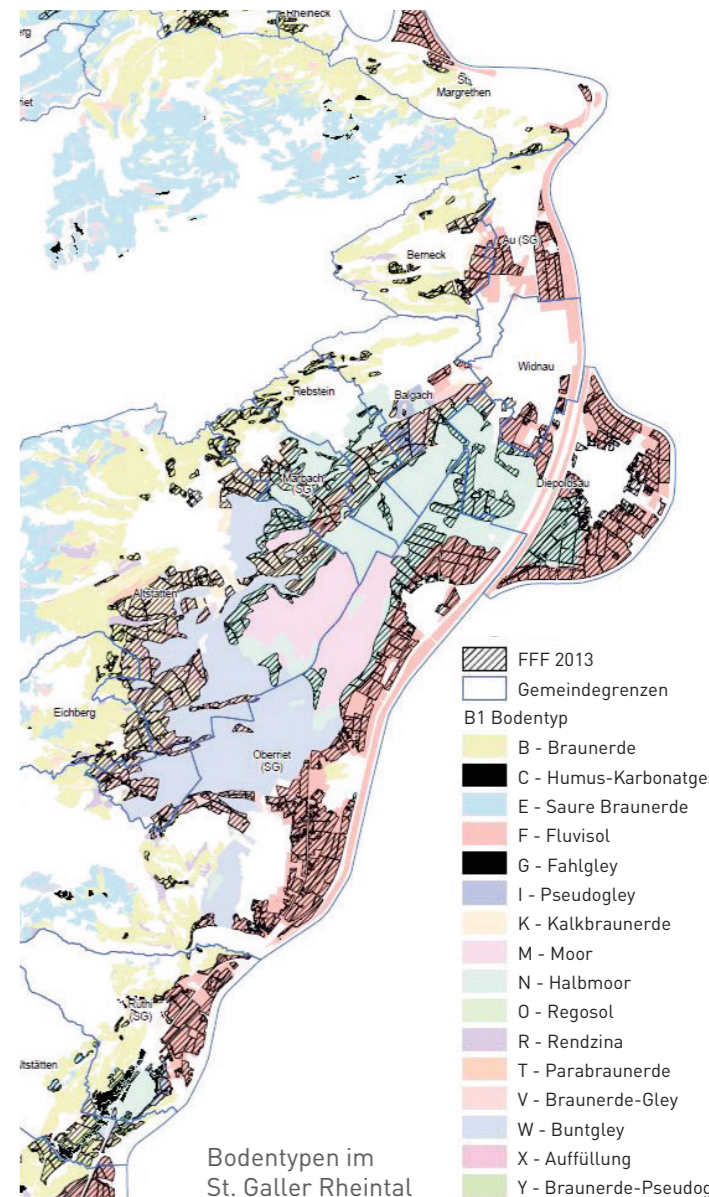 Rheineck
St.
Margrethen
Au (SG)
Berneck
Widnau
Rebstein
Balgach
Marbach
(SG)
Diepoldsau
Altstätten
Eichberg
Oberriet
(SG)
Rüthi
(SG)
ltstätten
FFF 2013
Gemeindegrenzen
B1 Bodentyp
B - Braunerde
C - Humus-Karbonatges
E - Saure Braunerde
F - Fluvisol
G - Fahlgley
I - Pseudogley
K - Kalkbraunerde
M - Moor
N - Halbmoor
O - Regosol
R - Rendzina
T - Parabraunerde
V - Braunerde-Gley
W - Buntgley
X - Auffüllung
Y - Braunerde-Pseudog
Bodentypen im
St. Galler Rheintal